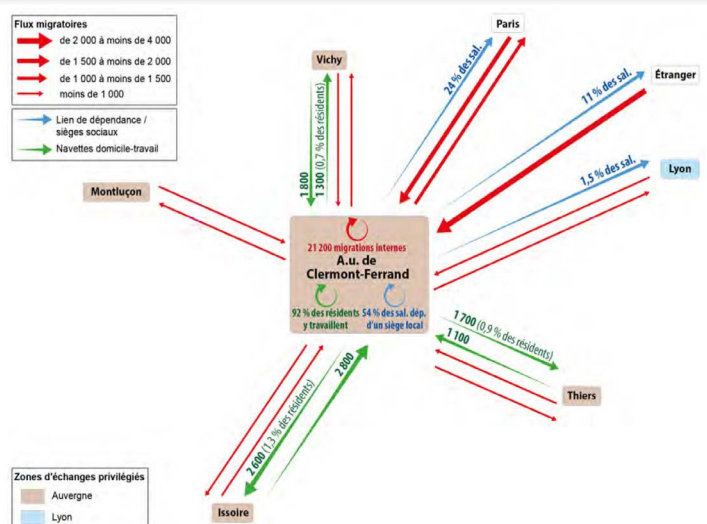 Flux migratoires
de 2 000 à moins de 4 000
de 1 500 à moins de 2 000
de 1 000 à moins de 1 500
moins de 1 000
Lien de dépendance /
sièges sociaux
Navettes domicile-travail
Paris
24 % des sal.
Vichy
Étranger
11 % des sal.
1 800
1 300 (0,7 % des résidents)
1,5 % des sal.
Lyon
Montluçon
21 200 migrations internes
A.u. de
Clermont-Ferrand
92 % des résidents
y travaillent
54 % des sal. dép.
d'un siège local
1 700 (0,9 % des résidents)
1 100
Thiers
2 600 (1,3 % des résidents)
2 800
Issoire
Zones d'échanges privilégiés
Auvergne
Lyon